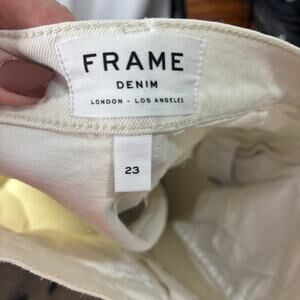 FRAME
DENIM
LONDON - LOS ANGELES
23